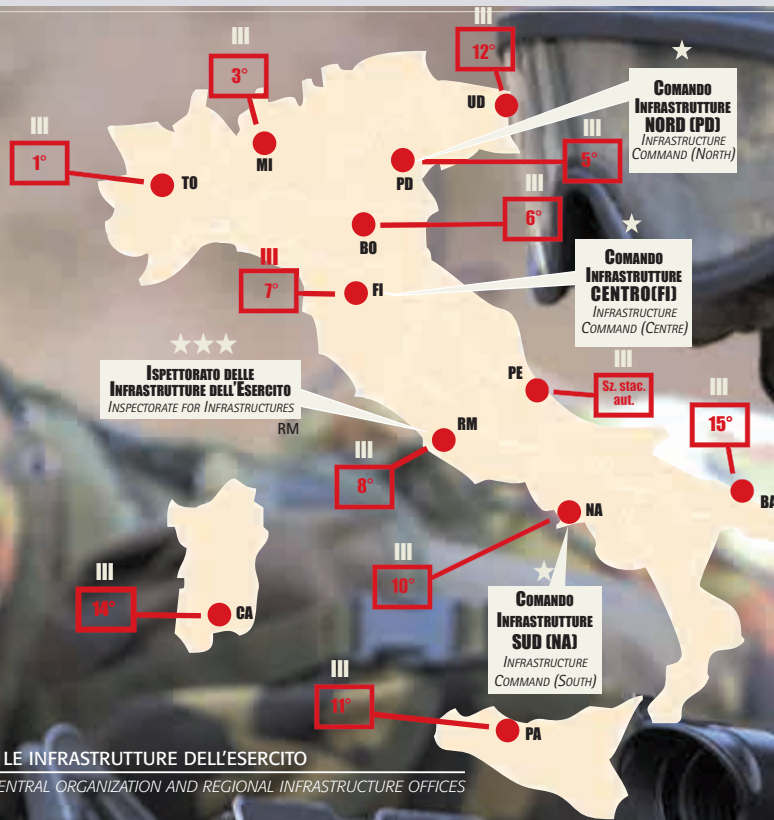 III
12°
UD
III
3°
MI
★
COMANDO
INFRASTRUTTURE
NORD (PD)
INFRASTRUCTURE
COMMAND (NORTH)
III
1°
TO
III
5°
PD
III
6°
BO
★
COMANDO
INFRASTRUTTURE
CENTRO(FI)
INFRASTRUCTURE
COMMAND (CENTRE)
III
7°
FI
★★★
ISPETTORATO DELLE
INFRASTRUTTURE DELL'ESERCITO
INSPECTORATE FOR INFRASTRUCTURES
RM
III
Sz. stac.
aut.
PE
III
15°
BA
RM
III
8°
NA
III
10°
★
COMANDO
INFRASTRUTTURE
SUD (NA)
INFRASTRUCTURE
COMMAND (SOUTH)
III
14°
CA
III
11°
PA
LE INFRASTRUTTURE DELL'ESERCITO
ENTRAL ORGANIZATION AND REGIONAL INFRASTRUCTURE OFFICES